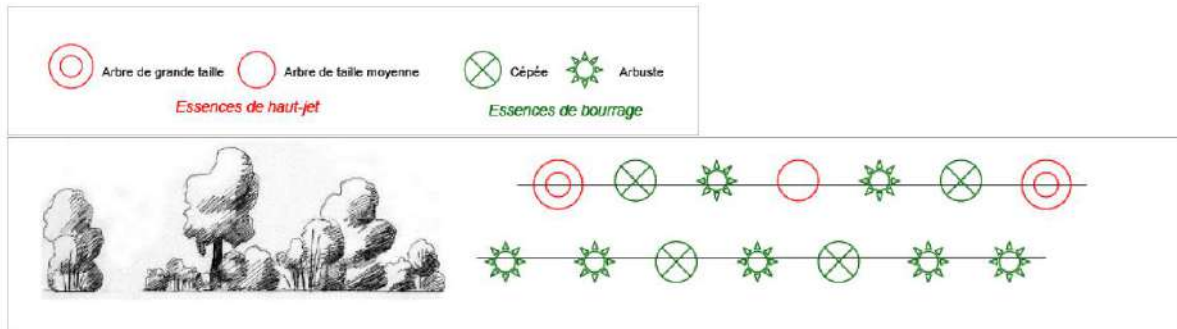 Arbre de grande taille Arbre de taille moyenne Cépée Arbuste
Essences de haut-jet Essences de bourrage